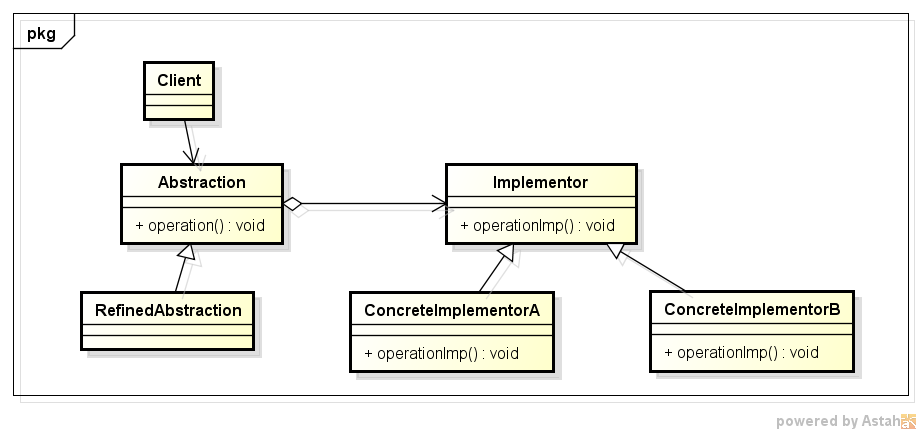 pkg
Client
Abstraction
+ operation() : void
Implementor
+ operationImp() : void
RefinedAbstraction
ConcreteImplementorA
+ operationImp() : void
ConcreteImplementorB
+ operationImp() : void
powered by Astah